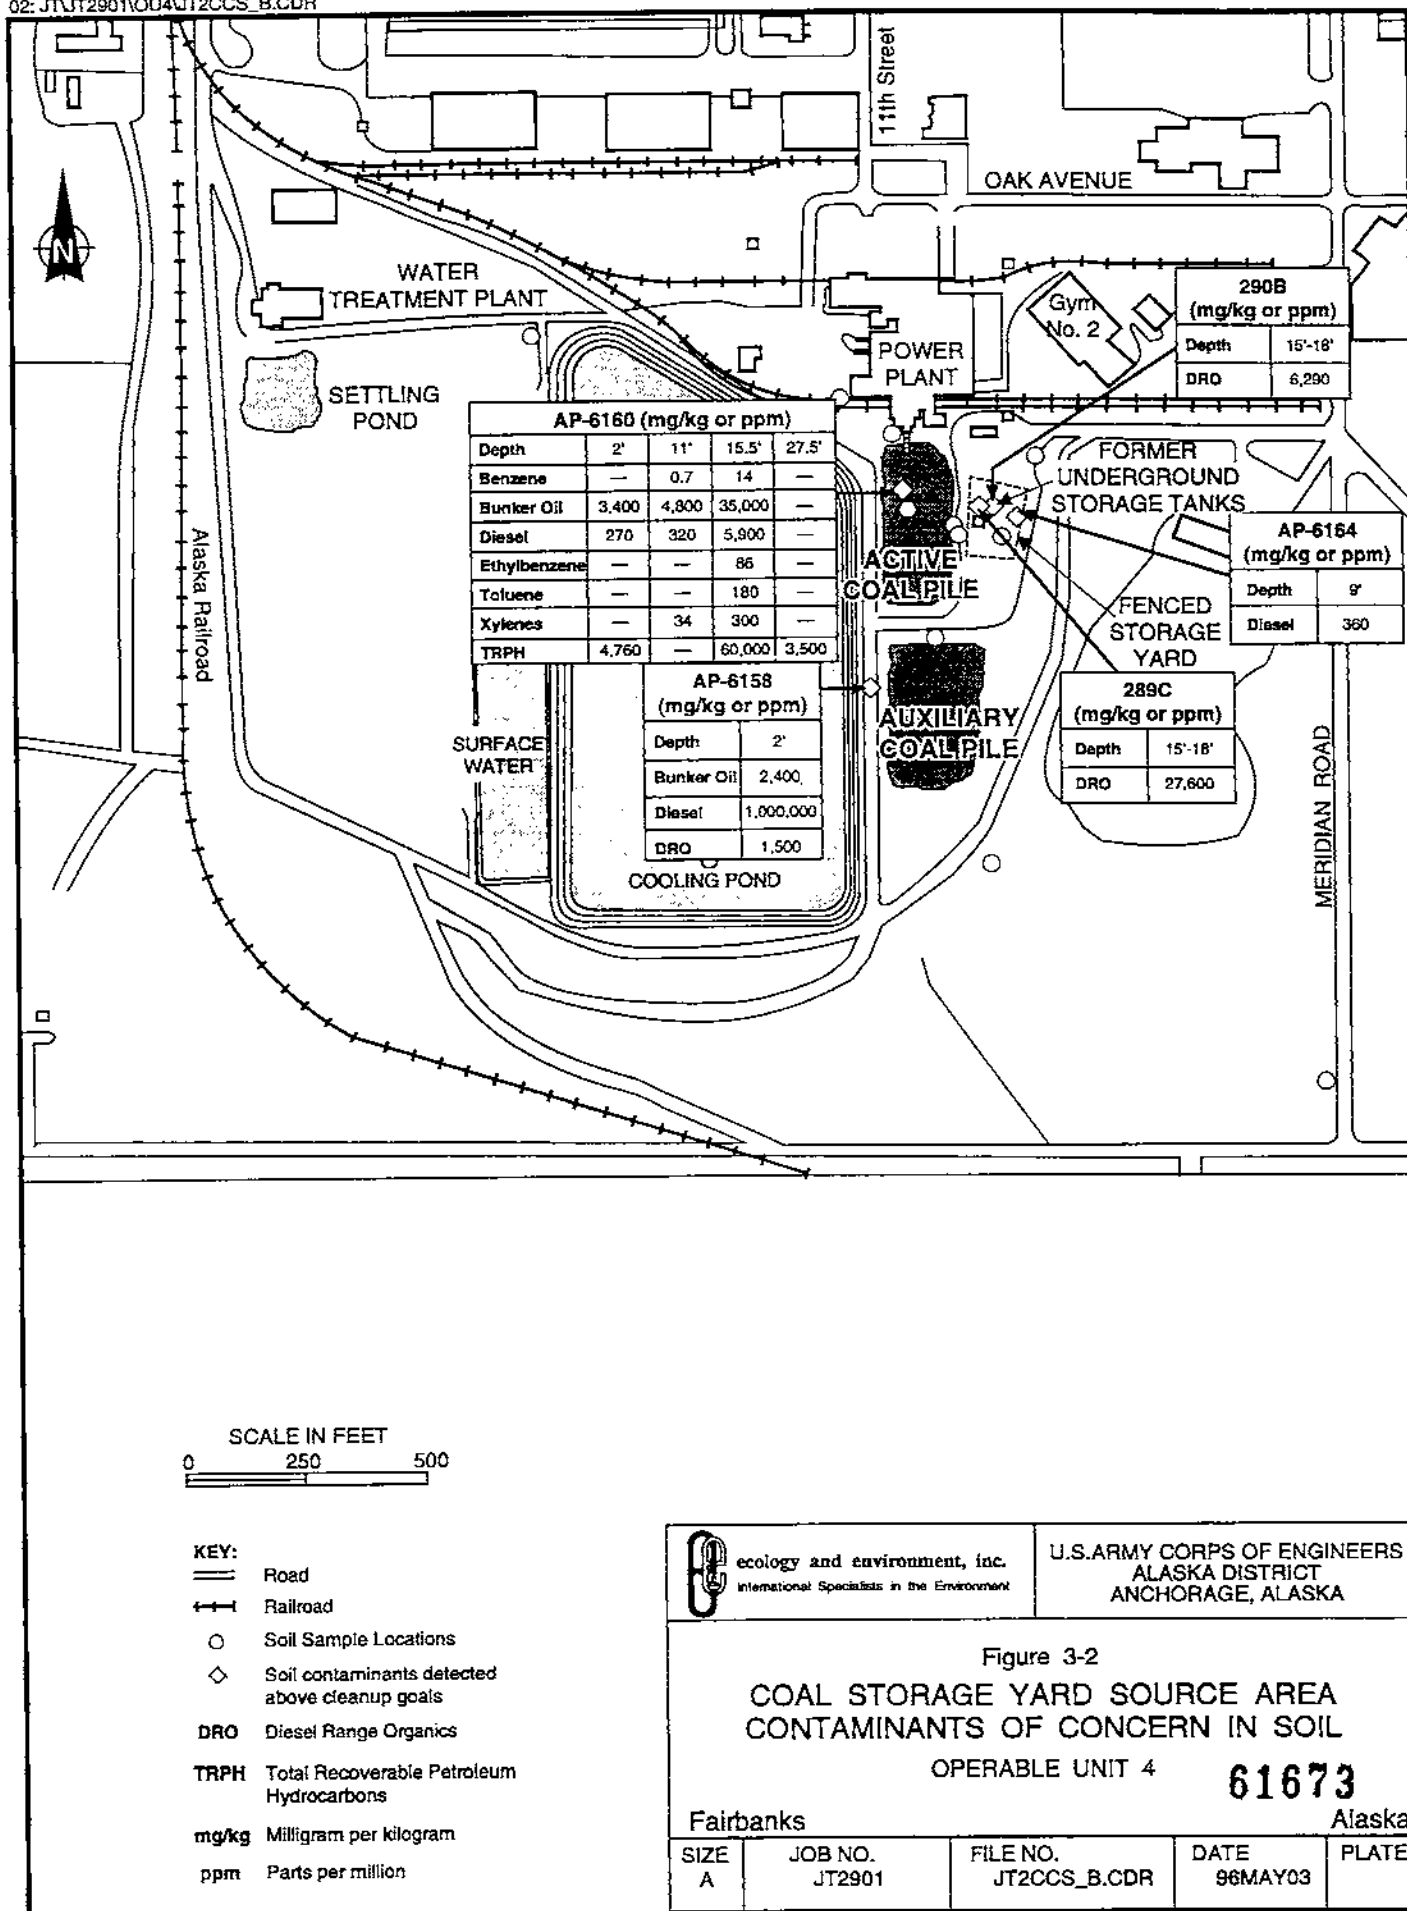 02: JT\JT2901\OU4\JT2CCS_B.CDR
11th Street
OAK AVENUE
N
WATER
TREATMENT PLANT
SETTLING
POND
POWER
PLANT
Gym
No. 2
290B
(mg/kg or ppm)
Depth 15'-18'
DRO 6,290
AP-6160 (mg/kg or ppm)
Depth 2' 11' 15.5' 27.5'
Benzene — 0.7 14 —
Bunker Oil 3,400 4,800 35,000 —
Diesel 270 320 5,900 —
Ethylbenzene — — 86 —
Toluene — — 180 —
Xylenes — 34 300 —
TRPH 4,760 — 60,000 3,500
FORMER
UNDERGROUND
STORAGE TANKS
AP-6164
(mg/kg or ppm)
Depth 9'
Diesel 360
ACTIVE
COAL PILE
FENCED
STORAGE
YARD
Alaska Railroad
AP-6158
(mg/kg or ppm)
Depth 2'
Bunker Oil 2,400
Diesel 1,000,000
DRO 1,500
289C
(mg/kg or ppm)
Depth 15'-18'
DRO 27,600
AUXILIARY
COAL PILE
SURFACE
WATER
COOLING POND
MERIDIAN ROAD
SCALE IN FEET
0 250 500
KEY:
Road
Railroad
Soil Sample Locations
Soil contaminants detected
above cleanup goals
DRO Diesel Range Organics
TRPH Total Recoverable Petroleum
Hydrocarbons
mg/kg Milligram per kilogram
ppm Parts per million
ecology and environment, inc.
International Specialists in the Environment
U.S.ARMY CORPS OF ENGINEERS
ALASKA DISTRICT
ANCHORAGE, ALASKA
Figure 3-2
COAL STORAGE YARD SOURCE AREA
CONTAMINANTS OF CONCERN IN SOIL
OPERABLE UNIT 4
61673
Fairbanks Alaska
SIZE JOB NO. FILE NO. DATE PLATE
A JT2901 JT2CCS_B.CDR 96MAY03